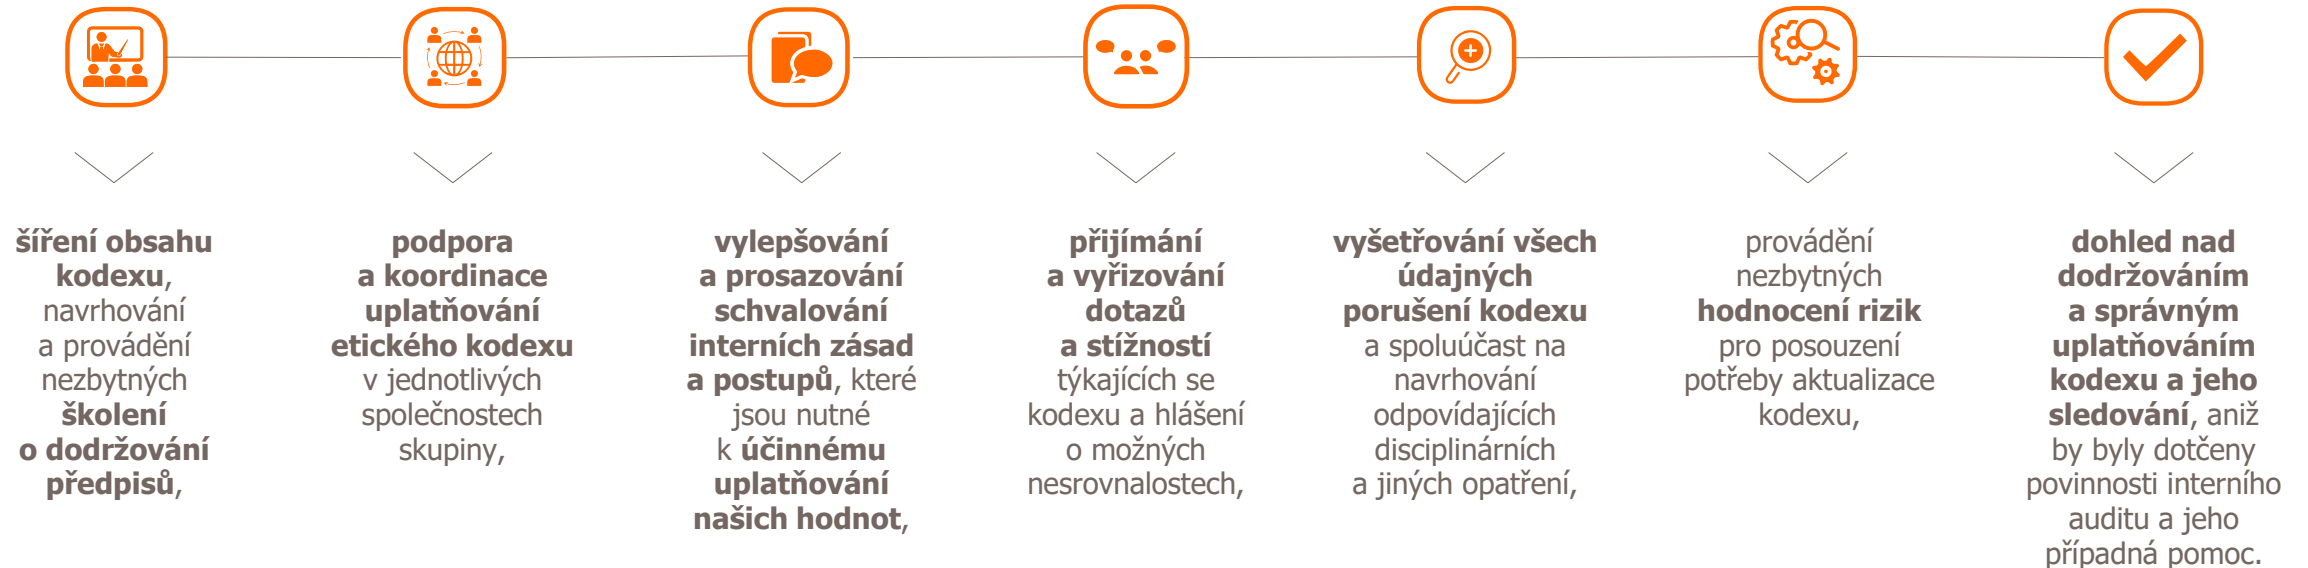 šíření obsahu
kodexu,
navrhování
a provádění
nezbytných
školení
o dodržování
předpisů,
podpora
a koordinace
uplatňování
etického kodexu
v jednotlivých
společnostech
skupiny,
vylepšování
a prosazování
schvalování
interních zásad
a postupů, které
jsou nutné
k účinnému
uplatňování
našich hodnot,
přijímání
a vyřizování
dotazů
a stížností
týkajících se
kodexu a hlášení
o možných
nesrovnalostech,
vyšetřování všech
údajných
porušení kodexu
a spoluúčast na
navrhování
odpovídajících
disciplinárních
a jiných opatření,
provádění
nezbytných
hodnocení rizik
pro posouzení
potřeby aktualizace
kodexu,
dohled nad
dodržováním
a správným
uplatňováním
kodexu a jeho
sledování, aniž
by byly dotčeny
povinnosti interního
auditu a jeho
případná pomoc.